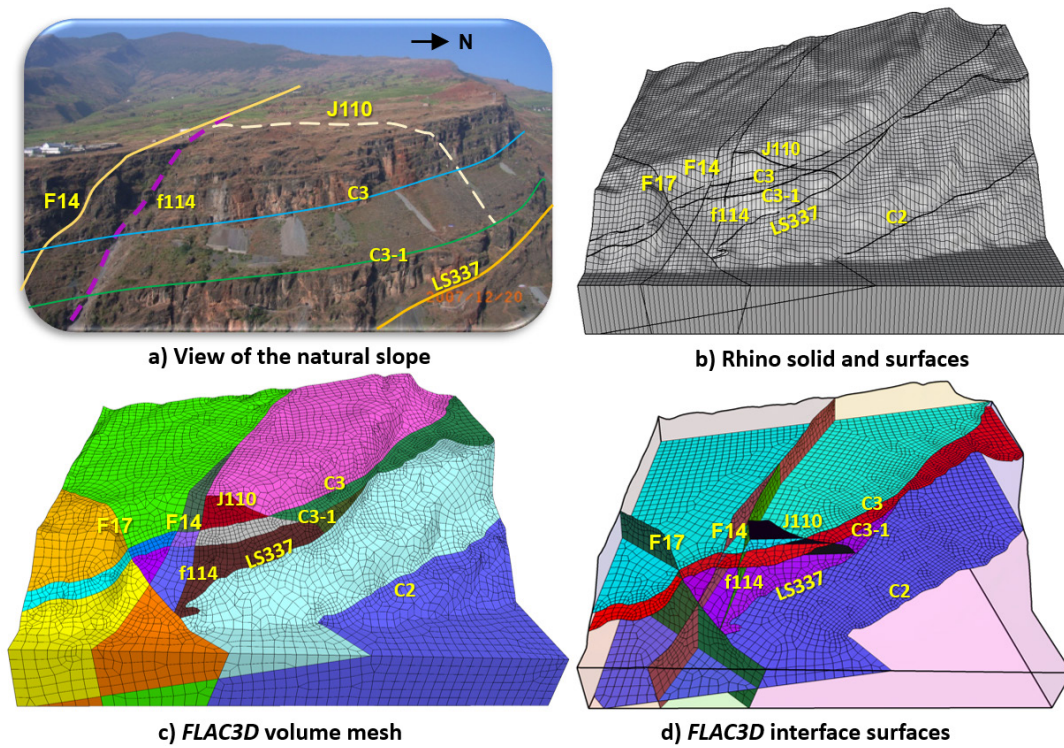 N
J110
F14
f114
C3
C3-1
LS337
2007/12/20
a) View of the natural slope
J110
F14
C3
F17
C3-1
f114
LS337
C2
b) Rhino solid and surfaces
C3
J110
C3-1
F17
F14
LS337
f114
C2
c) FLAC3D volume mesh
C3
J110
C3-1
F14
F17
f114
LS337
C2
d) FLAC3D interface surfaces